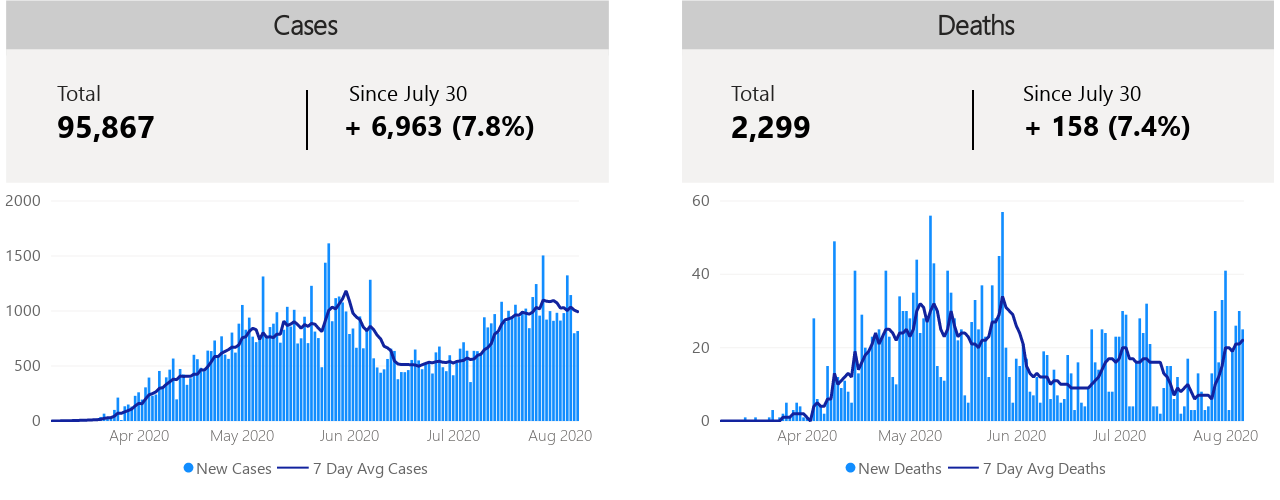 Cases
Total
95,867
Since July 30
+ 6,963 (7.8%)
2000
1500
1000
500
0
Apr 2020 May 2020 Jun 2020 Jul 2020 Aug 2020
New Cases 7 Day Avg Cases
Deaths
Total
2,299
Since July 30
+ 158 (7.4%)
60
40
20
0
Apr 2020 May 2020 Jun 2020 Jul 2020 Aug 2020
New Deaths 7 Day Avg Deaths